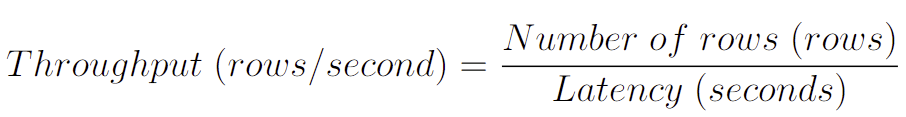 Throughput (rows/second) = Number of rows (rows) / Latency (seconds)